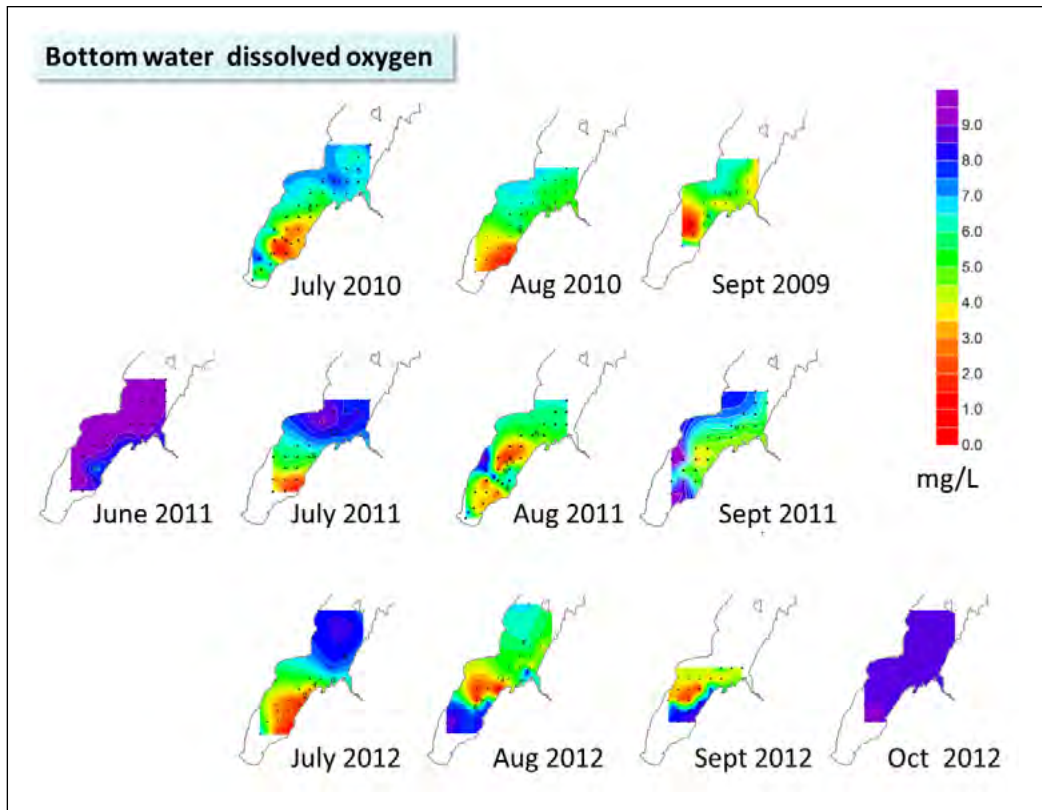 Bottom water dissolved oxygen
July 2010
Aug 2010
Sept 2009
9.0
8.0
7.0
6.0
5.0
4.0
3.0
2.0
1.0
0.0
mg/L
June 2011
July 2011
Aug 2011
Sept 2011
July 2012
Aug 2012
Sept 2012
Oct 2012